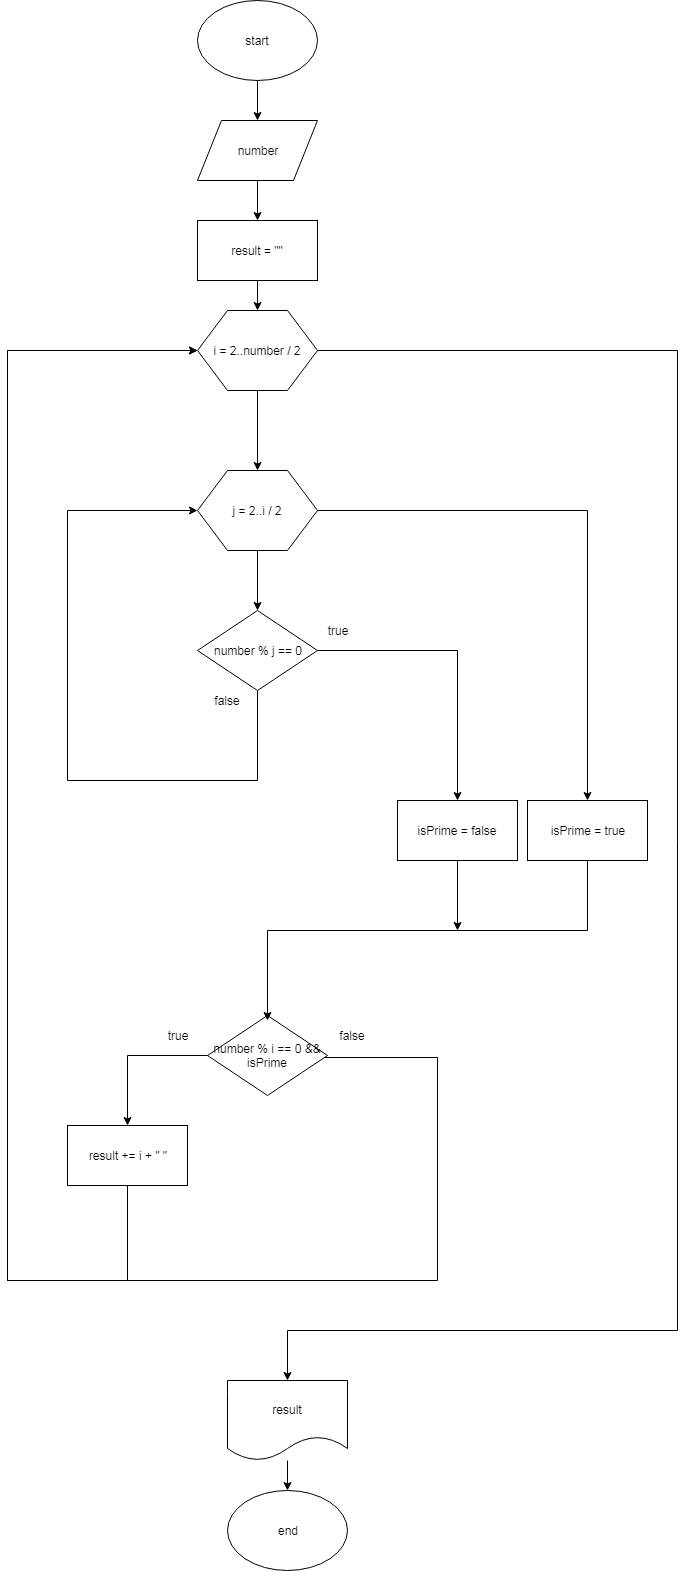 start
number
result = ""
i = 2..number / 2
j = 2..i / 2
true
number % j == 0
false
isPrime = false
isPrime = true
true
false
number % i == 0 &&
isPrime
result += i + " "
result
end